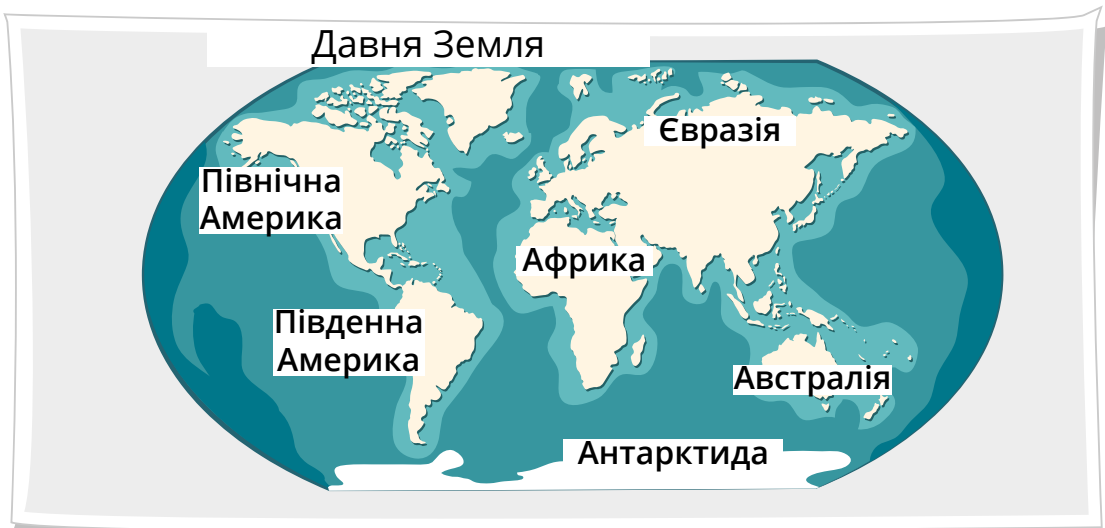 Давня Земля
Євразія
Північна
Америка
Африка
Південна
Америка
Австралія
Антарктида